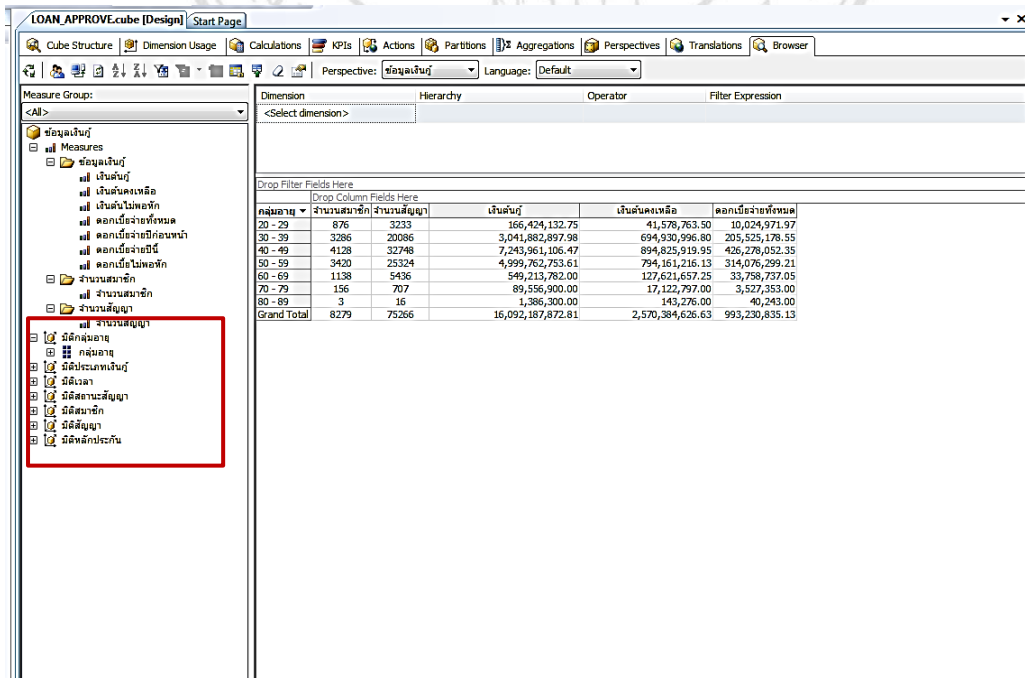 LOAN_APPROVE.cube [Design] Start Page
Cube Structure Dimension Usage Calculations KPIs Actions Partitions Aggregations Perspectives Translations Browser
Perspective: ข้อมูลเงินกู้ Language: Default
Measure Group:
<All>
ข้อมูลเงินกู้
Measures
ข้อมูลเงินกู้
เงินต้นกู้
เงินต้นคงเหลือ
เงินต้นไม่พอหัก
ดอกเบี้ยจ่ายทั้งหมด
ดอกเบี้ยจ่ายปีก่อนหน้า
ดอกเบี้ยจ่ายปีนี้
ดอกเบี้ยไม่พอหัก
จำนวนสมาชิก
จำนวนสมาชิก
จำนวนสัญญา
จำนวนสัญญา
มิติกลุ่มอายุ
กลุ่มอายุ
มิติประเภทเงินกู้
มิติเวลา
มิติสถานะสัญญา
มิติสมาชิก
มิติสัญญา
มิติหลักประกัน
Dimension Hierarchy Operator Filter Expression
<Select dimension>
Drop Filter Fields Here
Drop Column Fields Here
กลุ่มอายุ จำนวนสมาชิก จำนวนสัญญา เงินต้นกู้ เงินต้นคงเหลือ ดอกเบี้ยจ่ายทั้งหมด
20 - 29 876 3233 166,424,132.75 41,578,763.50 10,024,971.97
30 - 39 3286 20086 3,041,882,897.98 694,930,996.80 205,525,178.55
40 - 49 4128 32748 7,243,961,106.47 894,825,919.95 426,278,052.35
50 - 59 3420 25324 4,999,762,753.61 794,161,216.13 314,076,299.21
60 - 69 1138 5436 549,213,782.00 127,621,657.25 33,758,737.05
70 - 79 156 707 89,556,900.00 17,122,797.00 3,527,353.00
80 - 89 3 16 1,386,300.00 143,276.00 40,243.00
Grand Total 8279 75266 16,092,187,872.81 2,570,384,626.63 993,230,835.13